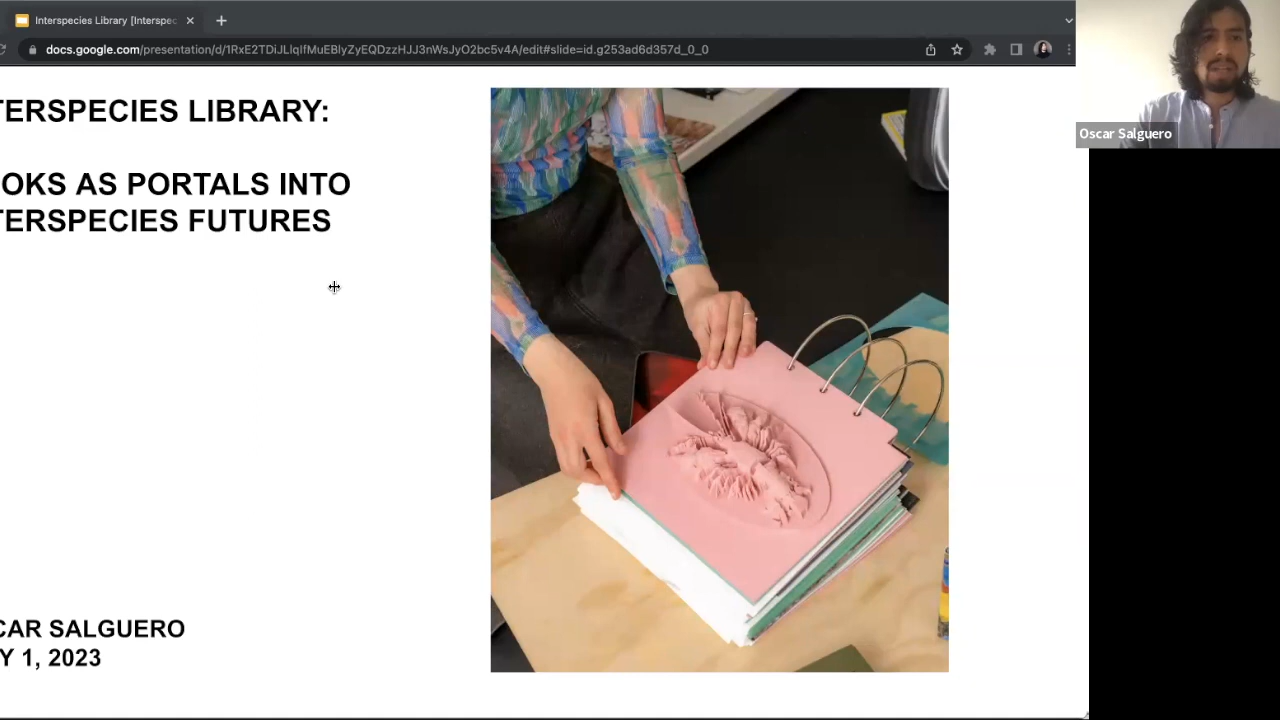 Interspecies Library [Interspec
docs.google.com/presentation/d/1RxE2TDiJLlqIfMuEBlyZyEQDzzHJJ3nWsJyO2bc5v4A/edit#slide=id.g253ad6d357d_0_0
TERSPECIES LIBRARY:
OKS AS PORTALS INTO
TERSPECIES FUTURES
CAR SALGUERO
Y 1, 2023
Oscar Salguero